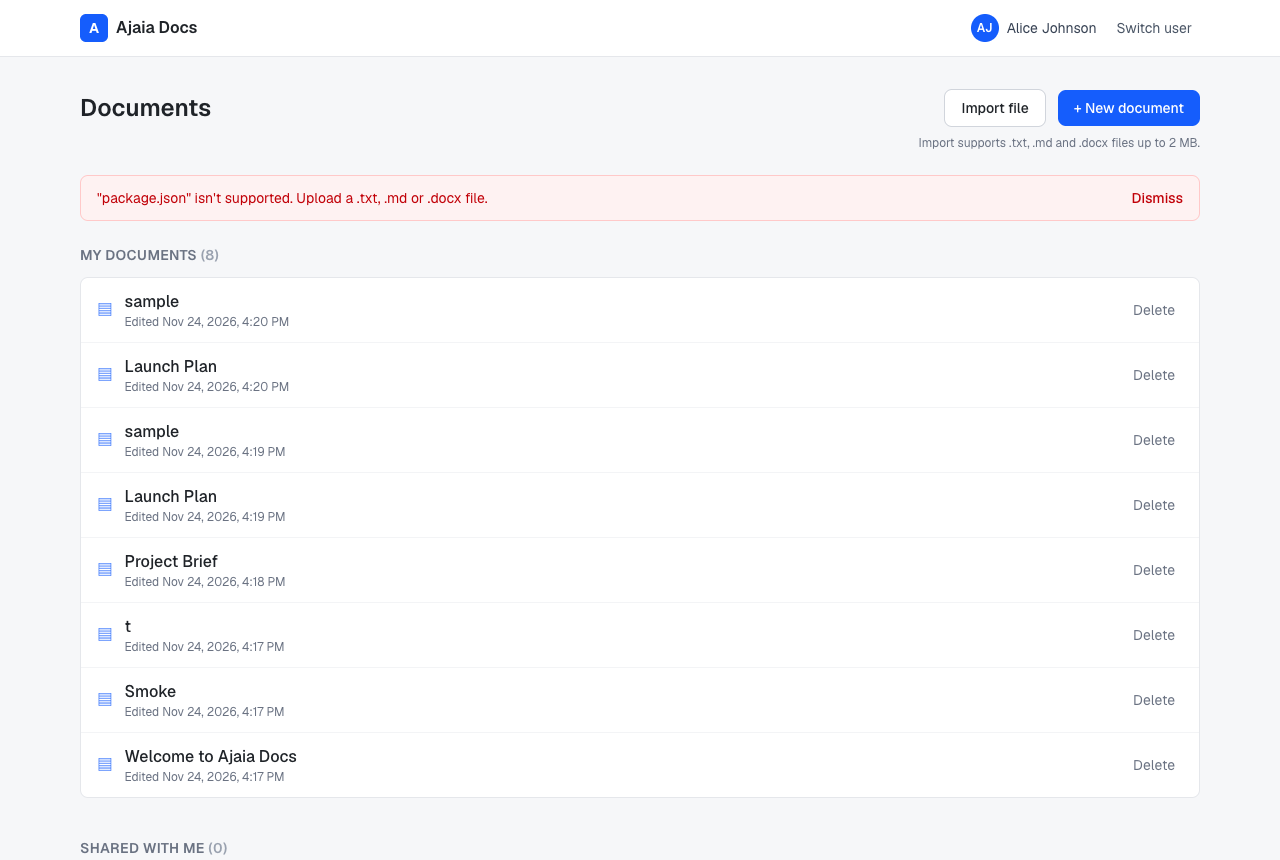 A Ajaia Docs
AJ Alice Johnson Switch user
Documents
Import file + New document
Import supports .txt, .md and .docx files up to 2 MB.
"package.json" isn't supported. Upload a .txt, .md or .docx file. Dismiss
MY DOCUMENTS (8)
sample
Edited Nov 24, 2026, 4:20 PM
Delete
Launch Plan
Edited Nov 24, 2026, 4:20 PM
Delete
sample
Edited Nov 24, 2026, 4:19 PM
Delete
Launch Plan
Edited Nov 24, 2026, 4:19 PM
Delete
Project Brief
Edited Nov 24, 2026, 4:18 PM
Delete
t
Edited Nov 24, 2026, 4:17 PM
Delete
Smoke
Edited Nov 24, 2026, 4:17 PM
Delete
Welcome to Ajaia Docs
Edited Nov 24, 2026, 4:17 PM
Delete
SHARED WITH ME (0)